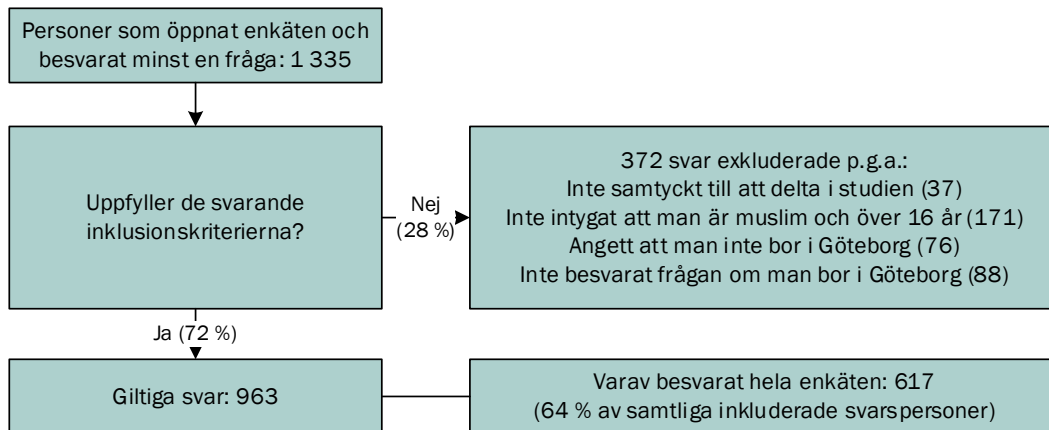 Personer som öppnat enkäten och
besvarat minst en fråga: 1 335
Uppfyller de svarande
inklusionskriterierna?
Nej
(28 %)
372 svar exkluderade p.g.a.:
Inte samtyckt till att delta i studien (37)
Inte intygat att man är muslim och över 16 år (171)
Angett att man inte bor i Göteborg (76)
Inte besvarat frågan om man bor i Göteborg (88)
Ja (72 %)
Giltiga svar: 963
Varav besvarat hela enkäten: 617
(64 % av samtliga inkluderade svarspersoner)